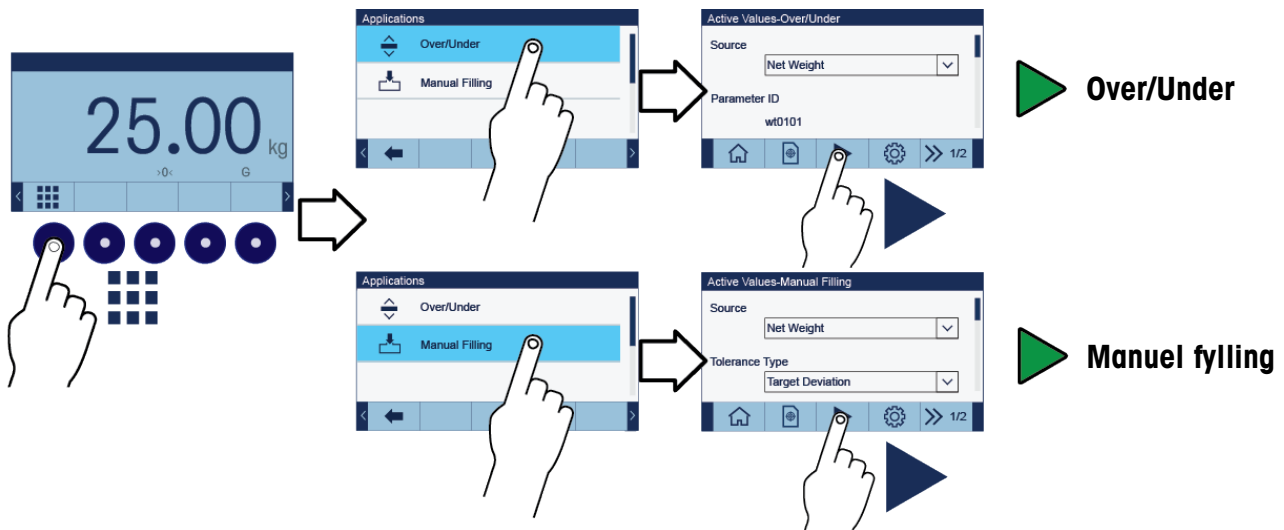 25.00 kg
>0<
G
Applications
Over/Under
Manual Filling
Active Values-Over/Under
Source
Net Weight
Parameter ID
wt0101
1/2
Over/Under
Applications
Over/Under
Manual Filling
Active Values-Manual Filling
Source
Net Weight
Tolerance Type
Target Deviation
1/2
Manuel fylling